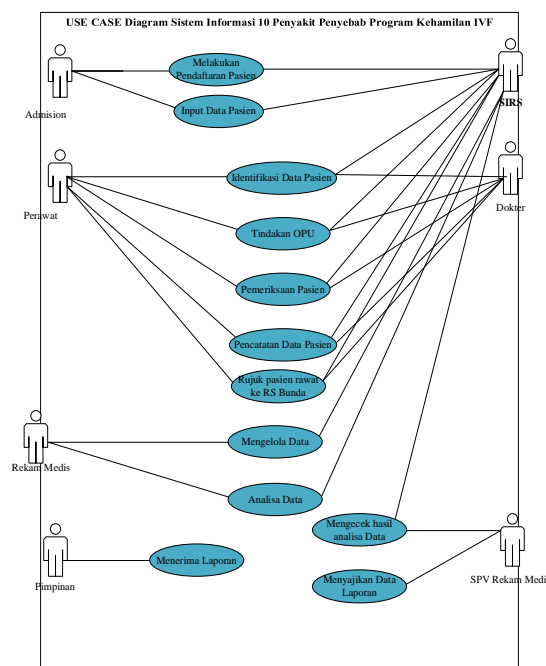 USE CASE Diagram Sistem Informasi 10 Penyakit Penyebab Program Kehamilan IVF
Melakukan
Pendaftaran Pasien
Input Data Pasien
Admision
SIRS
Identifikasi Data Pasien
Perawat
Dokter
Tindakan OPU
Pemeriksaan Pasien
Pencatatan Data Pasien
Rujuk pasien rawat
ke RS Bunda
Mengelola Data
Rekam Medis
Analisa Data
Mengecek hasil
analisa Data
Menerima Laporan
Pimpinan
Menyajikan Data
Laporan
SPV Rekam Medi